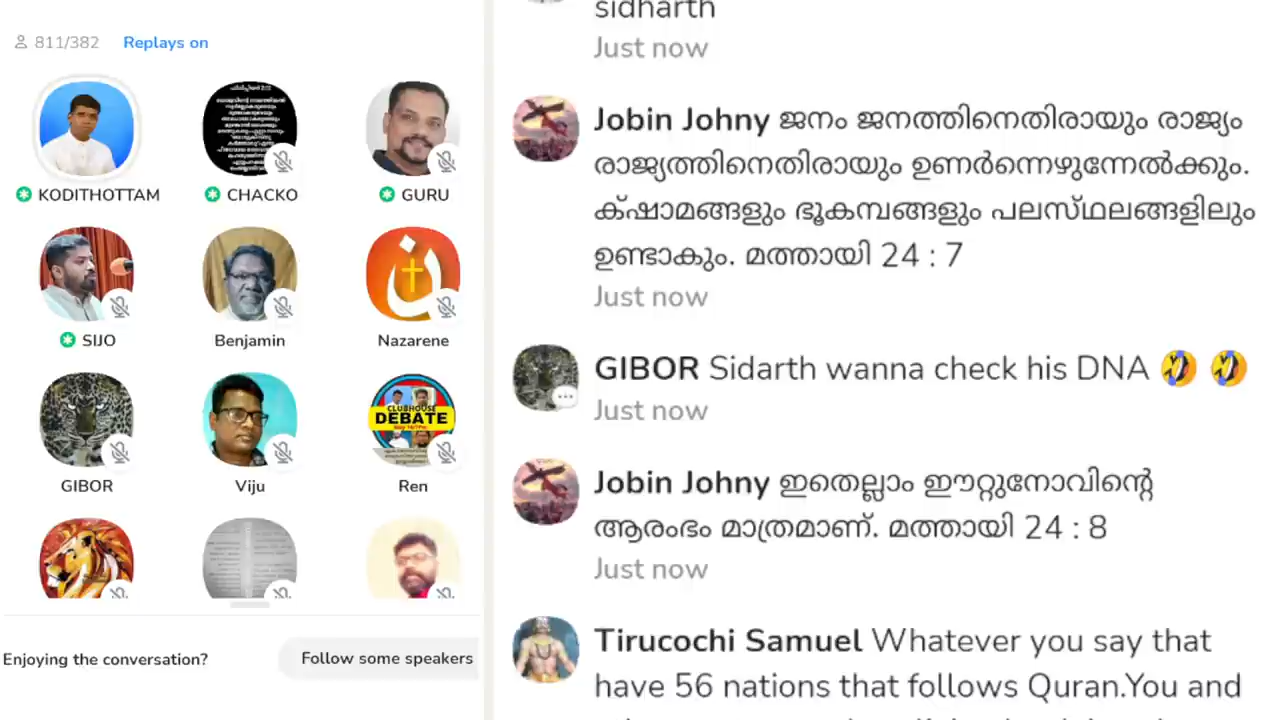 811/382 Replays on
KODITHOTTAM
CHACKO
GURU
SIJO
Benjamin
Nazarene
GIBOR
Viju
CLUBHOUSE
DEBATE
Ren
Enjoying the conversation?
Follow some speakers
sidharth
Just now
Jobin Johny ജനം ജനത്തിനെതിരായും രാജ്യം
രാജ്യത്തിനെതിരായും ഉണർന്നെഴുന്നേൽക്കും.
ക്ഷാമങ്ങളും ഭൂകമ്പങ്ങളും പലസ്ഥലങ്ങളിലും
ഉണ്ടാകും. മത്തായി 24 : 7
Just now
GIBOR Sidarth wanna check his DNA 🤣 🤣
Just now
Jobin Johny ഇതെല്ലാം ഈറ്റുനോവിന്റെ
ആരംഭം മാത്രമാണ്. മത്തായി 24 : 8
Just now
Tirucochi Samuel Whatever you say that
have 56 nations that follows Quran.You and